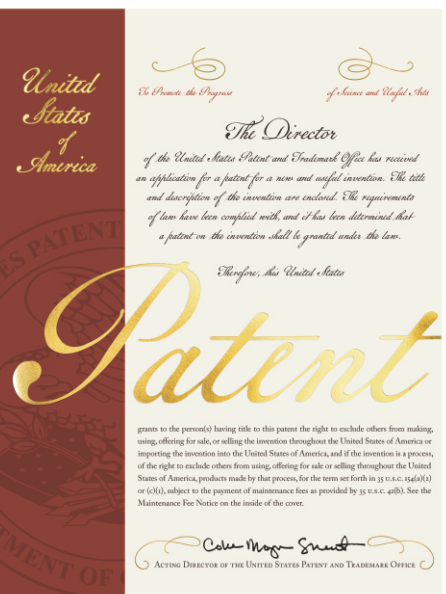 United
States
of
America
To Promote the Progress
of Science and Useful Arts
The Director
of the United States Patent and Trademark Office has received
an application for a patent for a new and useful invention. The title
and description of the invention are enclosed. The requirements
of law have been complied with, and it has been determined that
a patent on the invention shall be granted under the law.
Therefore, this United States
Patent
grants to the person(s) having title to this patent the right to exclude others from making,
using, offering for sale, or selling the invention throughout the United States of America or
importing the invention into the United States of America, and if the invention is a process,
of the right to exclude others from using, offering for sale or selling throughout the United
States of America, products made by that process, for the term set forth in 35 U.S.C. 154(a)(2)
or (c)(1), subject to the payment of maintenance fees as provided by 35 U.S.C. 41(b). See the
Maintenance Fee Notice on the inside of the cover.
ACTING DIRECTOR OF THE UNITED STATES PATENT AND TRADEMARK OFFICE